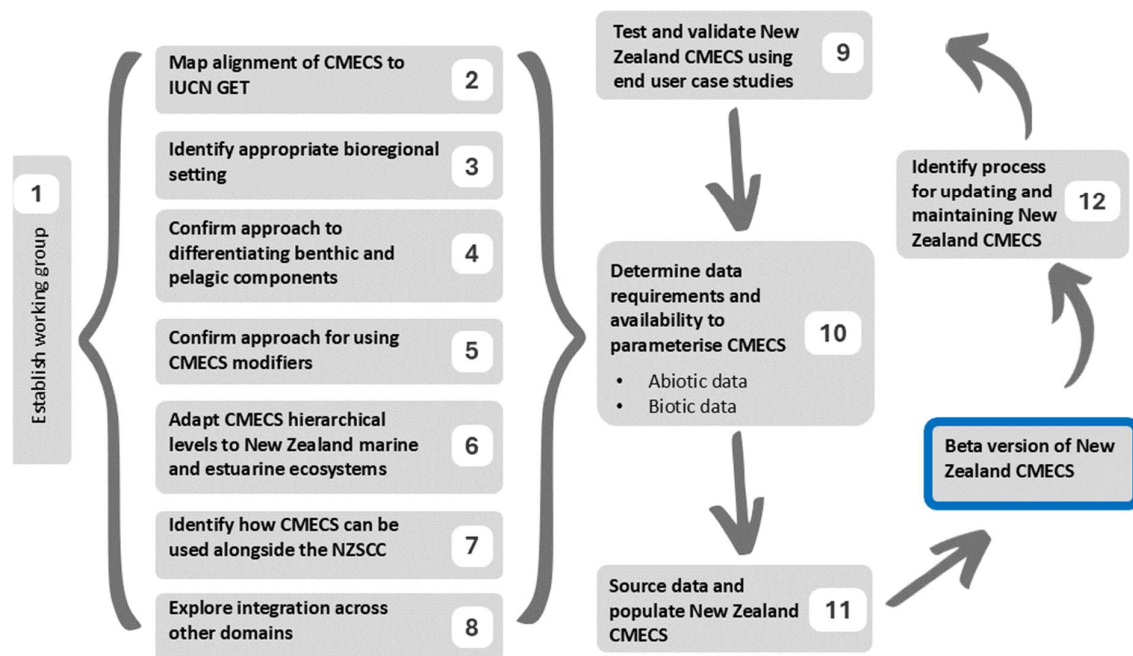 1
Establish working group
Map alignment of CMECS to
IUCN GET
2
Identify appropriate bioregional
setting
3
Confirm approach to
differentiating benthic and
pelagic components
4
Confirm approach for using
CMECS modifiers
5
Adapt CMECS hierarchical
levels to New Zealand marine
and estuarine ecosystems
6
Identify how CMECS can be
used alongside the NZSCC
7
Explore integration across
other domains
8
Test and validate New
Zealand CMECS using
end user case studies
9
Determine data
requirements and
availability to
parameterise CMECS
• Abiotic data
• Biotic data
10
Source data and
populate New Zealand
CMECS
11
Beta version of New
Zealand CMECS
Identify process
for updating and
maintaining New
Zealand CMECS
12